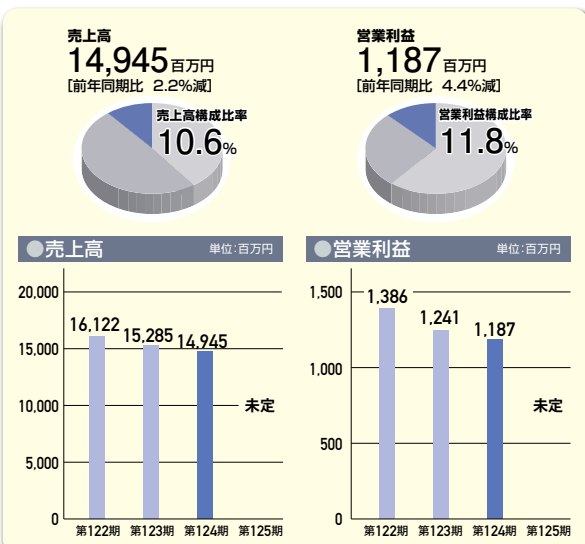 売上高
14,945百万円
[前年同期比 2.2%減]
売上高構成比率
10.6%
営業利益
1,187百万円
[前年同期比 4.4%減]
営業利益構成比率
11.8%
●売上高 単位:百万円
20,000
15,000
10,000
5,000
0
16,122
15,285
14,945
未定
第122期 第123期 第124期 第125期
●営業利益 単位:百万円
1,500
1,000
500
0
1,386
1,241
1,187
未定
第122期 第123期 第124期 第125期